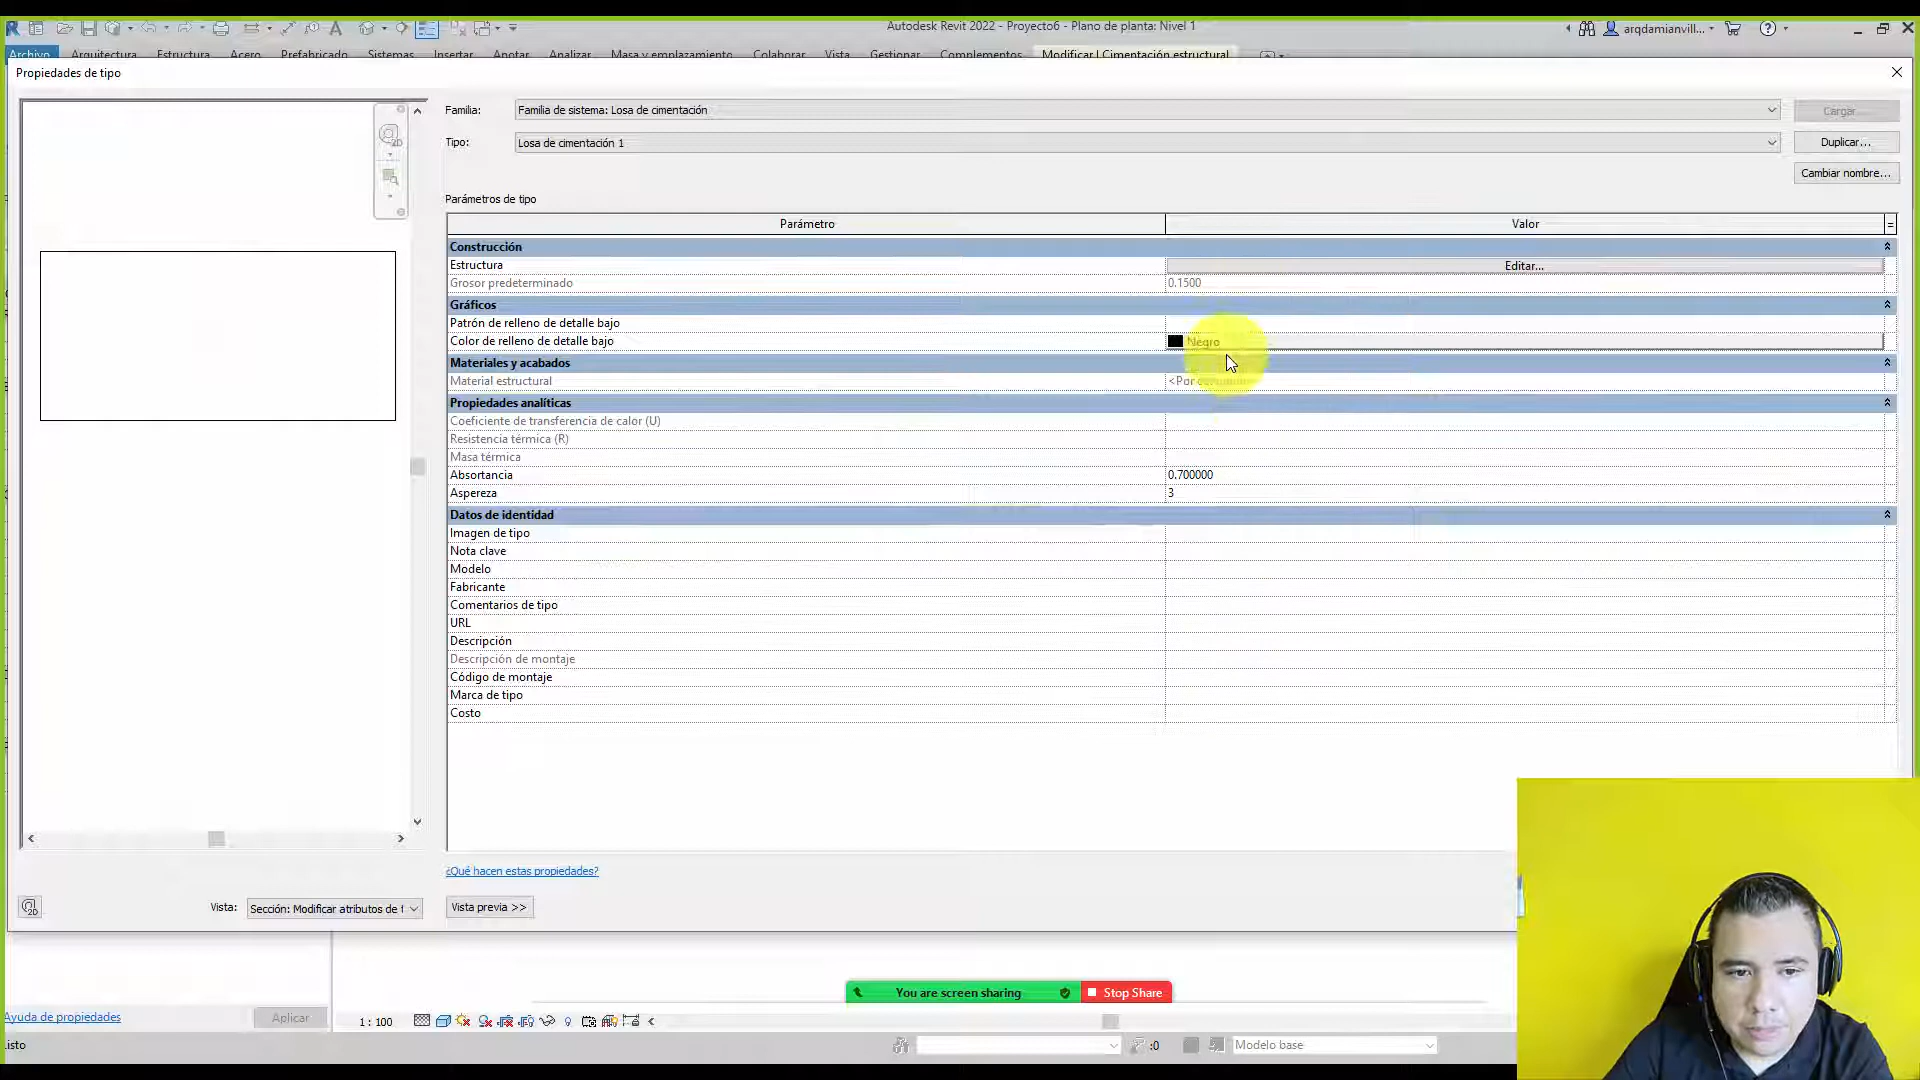 Autodesk Revit 2022 - Proyecto6 - Plano de planta: Nivel 1
arqdamianvill...
Archivo Arquitectura Estructura Acero Prefabricado Sistemas Insertar Anotar Analizar Masa y emplazamiento Colaborar Vista Gestionar Complementos Modificar | Cimentación estructural
Propiedades de tipo
Familia: Familia de sistema: Losa de cimentación Cargar...
Tipo: Losa de cimentación 1 Duplicar...
Cambiar nombre...
Parámetros de tipo
Parámetro Valor =
Construcción
Estructura Editar...
Grosor predeterminado 0.1500
Gráficos
Patrón de relleno de detalle bajo
Color de relleno de detalle bajo Negro
Materiales y acabados
Material estructural <Por
Propiedades analíticas
Coeficiente de transferencia de calor (U)
Resistencia térmica (R)
Masa térmica
Absortancia 0.700000
Aspereza 3
Datos de identidad
Imagen de tipo
Nota clave
Modelo
Fabricante
Comentarios de tipo
URL
Descripción
Descripción de montaje
Código de montaje
Marca de tipo
Costo
¿Qué hacen estas propiedades?
Vista: Sección: Modificar atributos de t Vista previa >>
You are screen sharing Stop Share
Ayuda de propiedades Aplicar
1 : 100
Listo :0 Modelo base